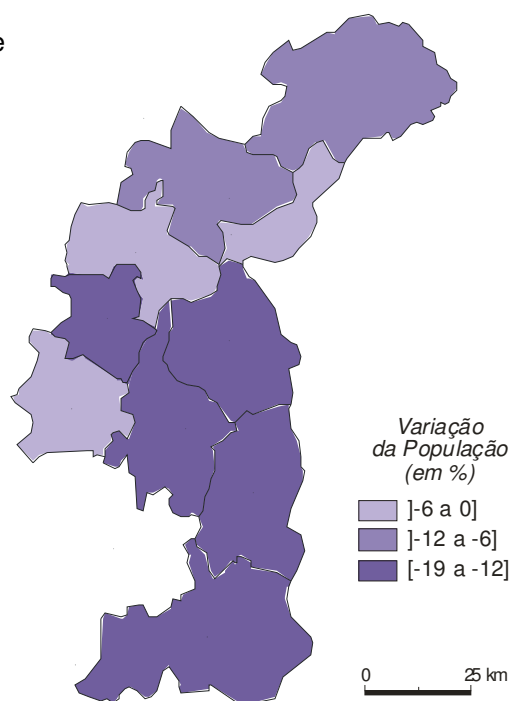 e
Variação
da População
(em %)
]-6 a 0]
]-12 a -6]
[-19 a -12]
0 25 km